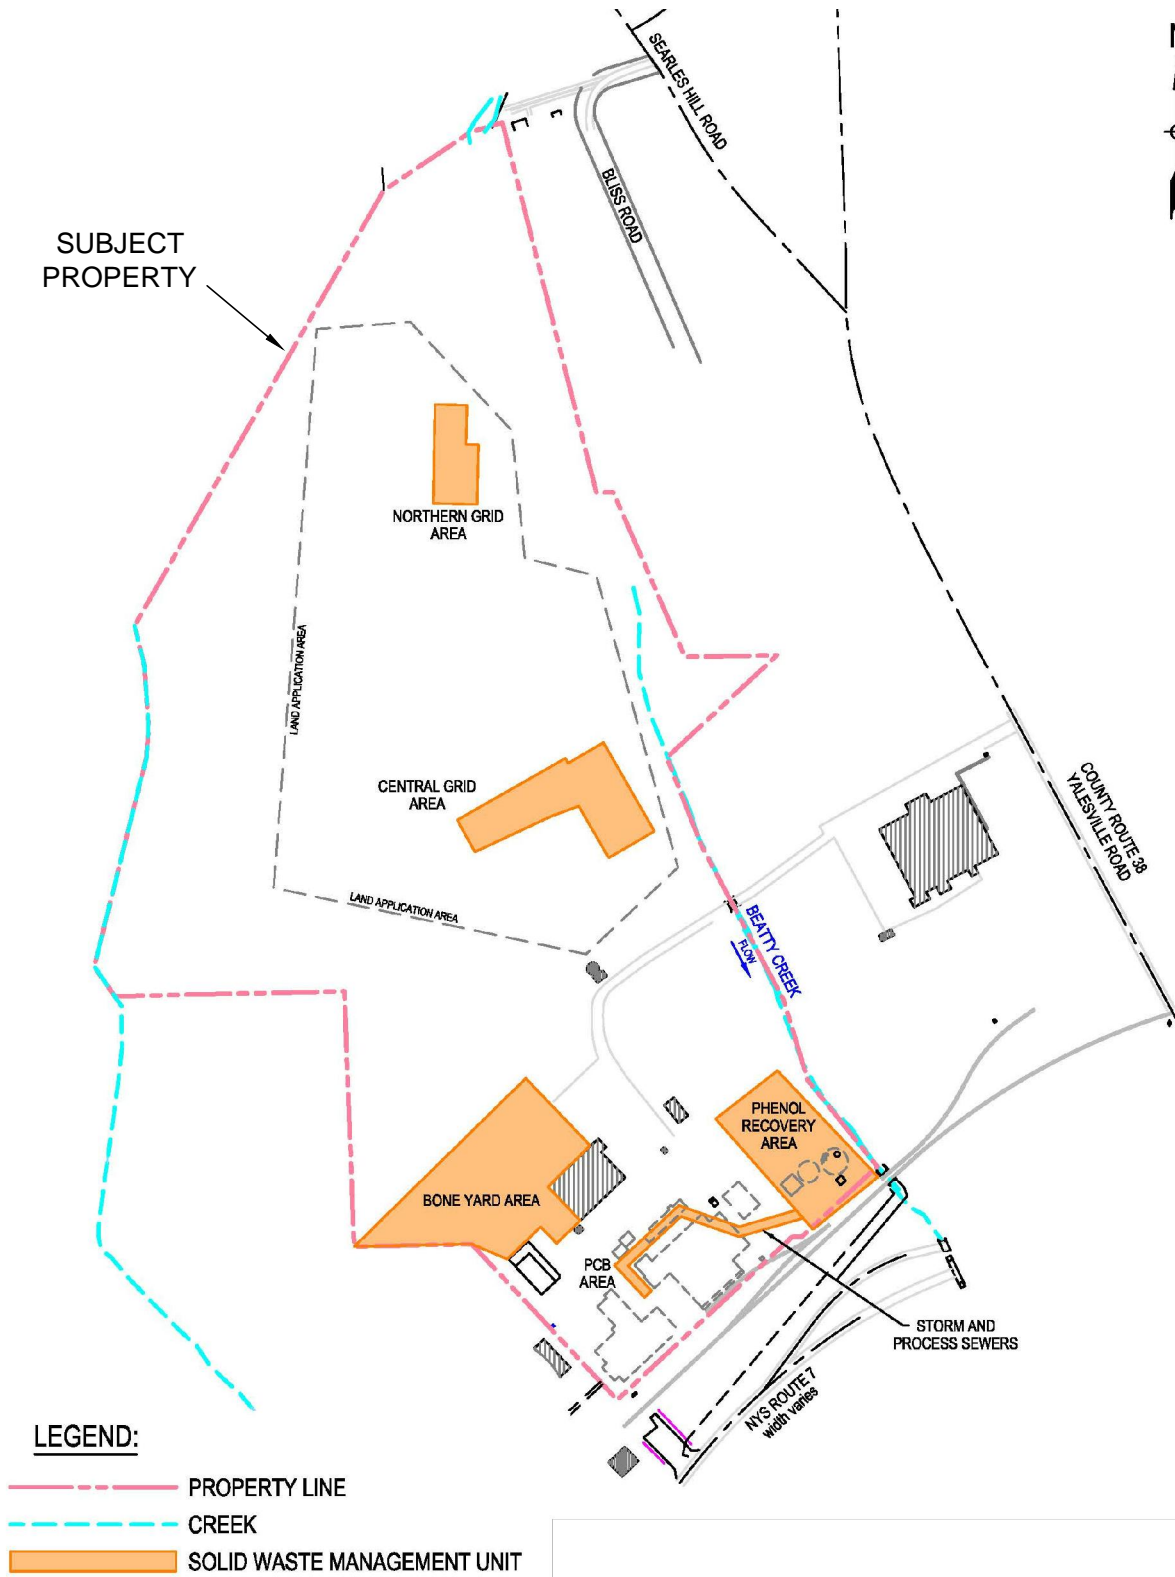 N
SEARLES HILL ROAD
BLISS ROAD
SUBJECT
PROPERTY
NORTHERN GRID
AREA
LAND APPLICATION AREA
CENTRAL GRID
AREA
COUNTY ROUTE 38
YALESVILLE ROAD
LAND APPLICATION AREA
BEATTY CREEK
FLOW
PHENOL
RECOVERY
AREA
BONE YARD AREA
PCB
AREA
STORM AND
PROCESS SEWERS
NYS ROUTE 7
width varies
LEGEND:
PROPERTY LINE
CREEK
SOLID WASTE MANAGEMENT UNIT